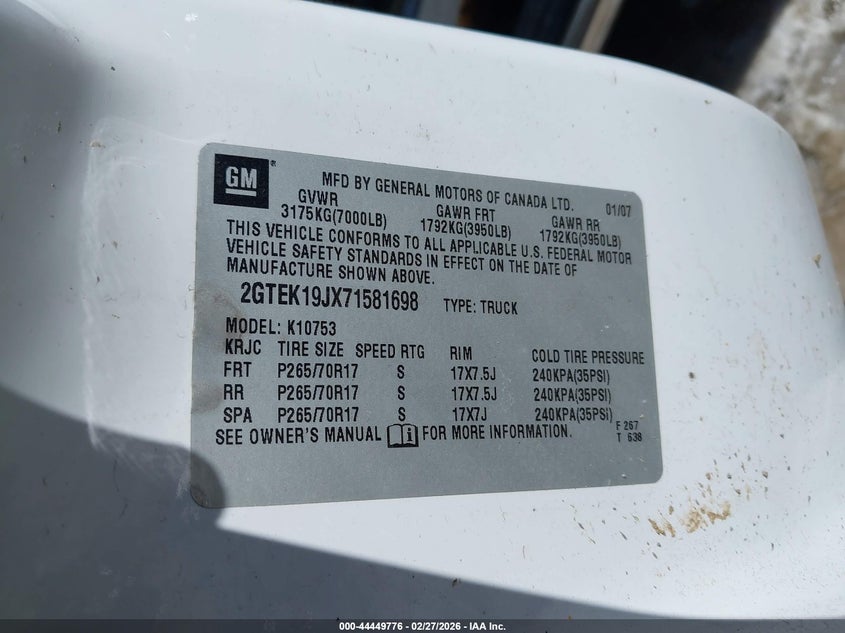 GM
MFD BY GENERAL MOTORS OF CANADA LTD. 01/07
GVWR GAWR FRT GAWR RR
3175KG(7000LB) 1792KG(3950LB) 1792KG(3950LB)
THIS VEHICLE CONFORMS TO ALL APPLICABLE U.S. FEDERAL MOTOR
VEHICLE SAFETY STANDARDS IN EFFECT ON THE DATE OF
MANUFACTURE SHOWN ABOVE.
2GTEK19JX71581698 TYPE: TRUCK
MODEL: K10753
KRJC TIRE SIZE SPEED RTG RIM COLD TIRE PRESSURE
FRT P265/70R17 S 17X7.5J 240KPA(35PSI)
RR P265/70R17 S 17X7.5J 240KPA(35PSI)
SPA P265/70R17 S 17X7J 240KPA(35PSI)
SEE OWNER'S MANUAL i FOR MORE INFORMATION.
F 267
T 638
000-44449776 - 02/27/2026 - IAA Inc.